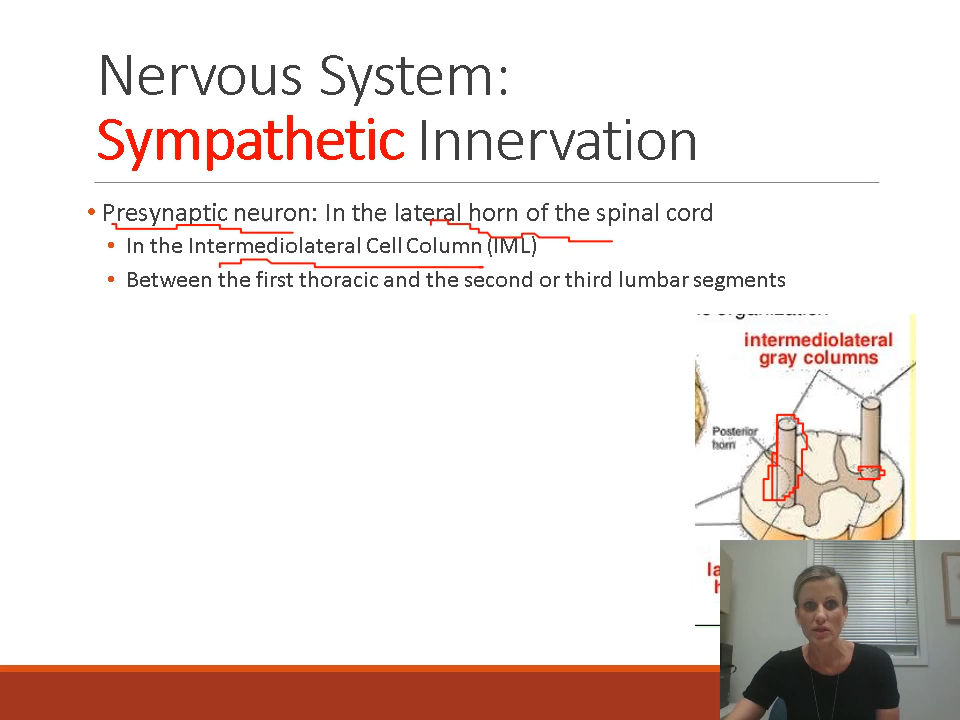 Nervous System:
Sympathetic Innervation
• Presynaptic neuron: In the lateral horn of the spinal cord
• In the Intermediolateral Cell Column (IML)
• Between the first thoracic and the second or third lumbar segments
organization
intermediolateral
gray columns
Posterior
horn